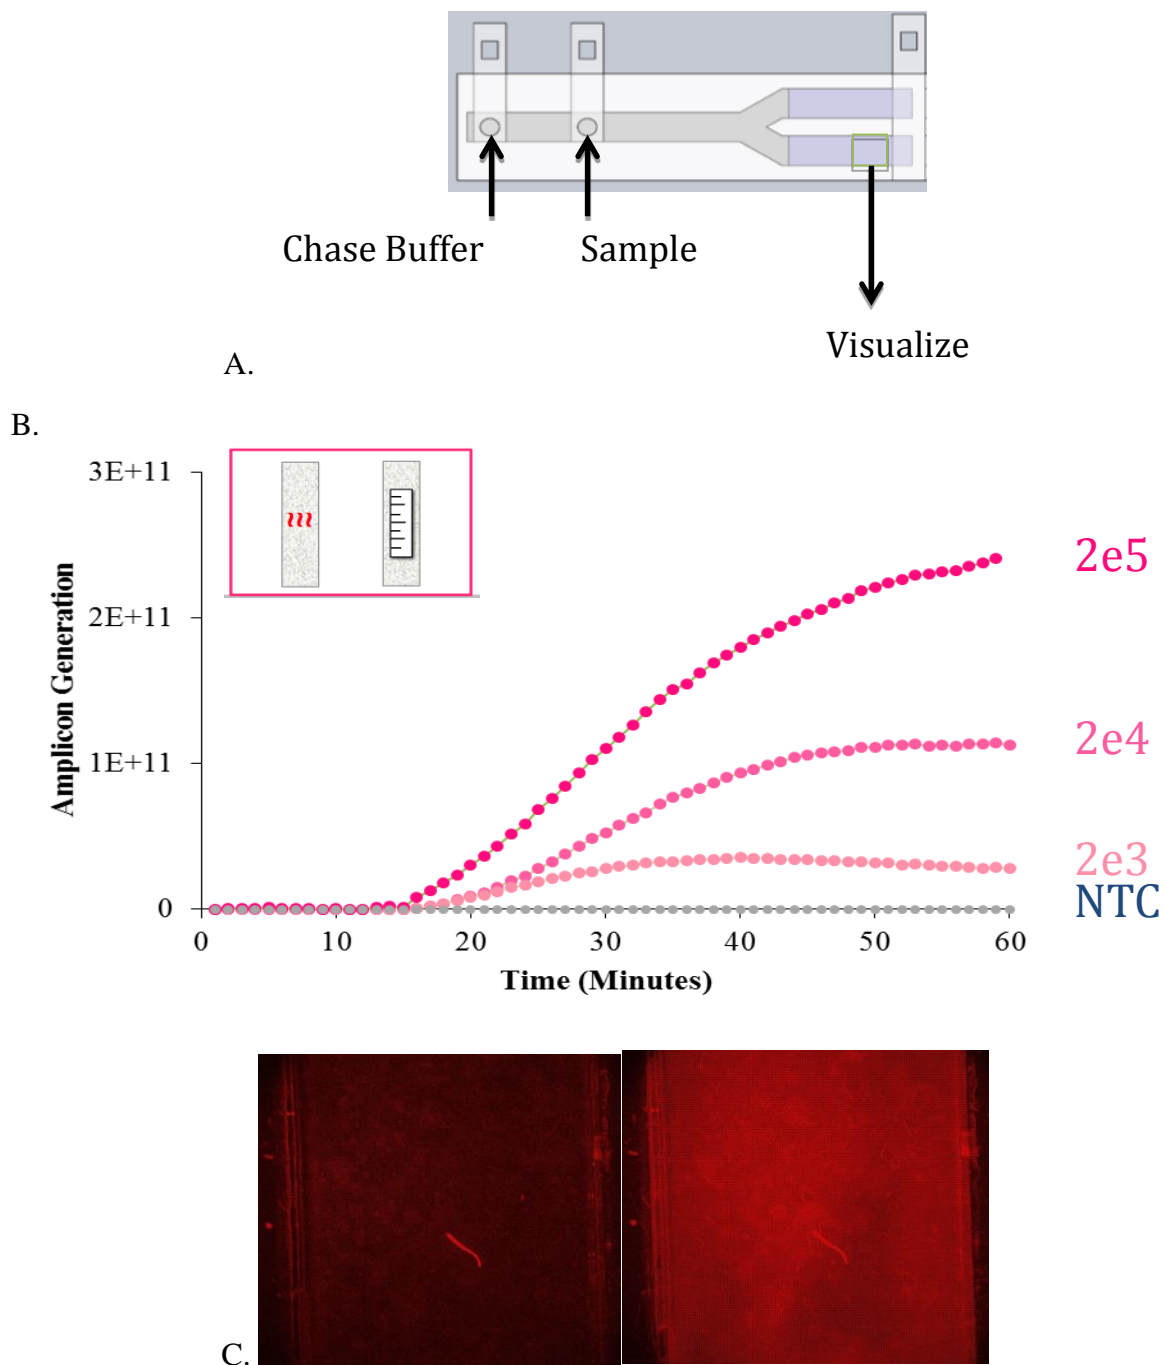 Chase Buffer
Sample
Visualize
A.
B.
3E+11
2E+11
1E+11
0
Amplicon Generation
0 10 20 30 40 50 60
Time (Minutes)
2e5
2e4
2e3
NTC
C.